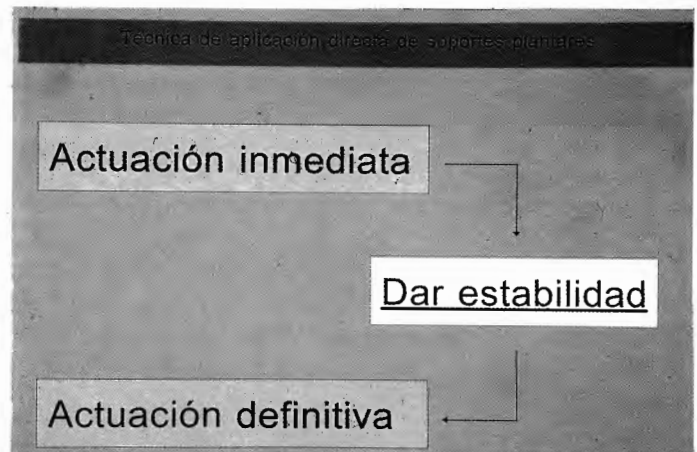 Técnica de aplicación directa de soportes plantares
Actuación inmediata
Dar estabilidad
Actuación definitiva